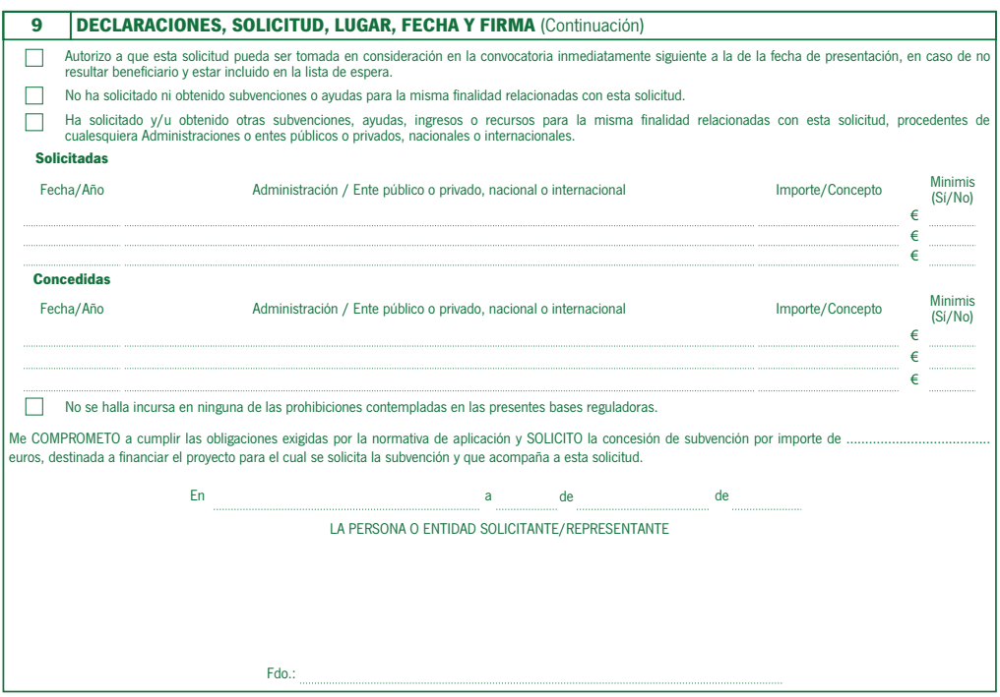 9 DECLARACIONES, SOLICITUD, LUGAR, FECHA Y FIRMA (Continuación)
Autorizo a que esta solicitud pueda ser tomada en consideración en la convocatoria inmediatamente siguiente a la de la fecha de presentación, en caso de no
resultar beneficiario y estar incluido en la lista de espera.
No ha solicitado ni obtenido subvenciones o ayudas para la misma finalidad relacionadas con esta solicitud.
Ha solicitado y/u obtenido otras subvenciones, ayudas, ingresos o recursos para la misma finalidad relacionadas con esta solicitud, procedentes de
cualesquiera Administraciones o entes públicos o privados, nacionales o internacionales.
Solicitadas
Fecha/Año Administración / Ente público o privado, nacional o internacional Importe/Concepto Minimis
(Sí/No)
€
€
€
Concedidas
Fecha/Año Administración / Ente público o privado, nacional o internacional Importe/Concepto Minimis
(Sí/No)
€
€
€
No se halla incursa en ninguna de las prohibiciones contempladas en las presentes bases reguladoras.
Me COMPROMETO a cumplir las obligaciones exigidas por la normativa de aplicación y SOLICITO la concesión de subvención por importe de ......................................
euros, destinada a financiar el proyecto para el cual se solicita la subvención y que acompaña a esta solicitud.
En a de de
LA PERSONA O ENTIDAD SOLICITANTE/REPRESENTANTE
Fdo.: